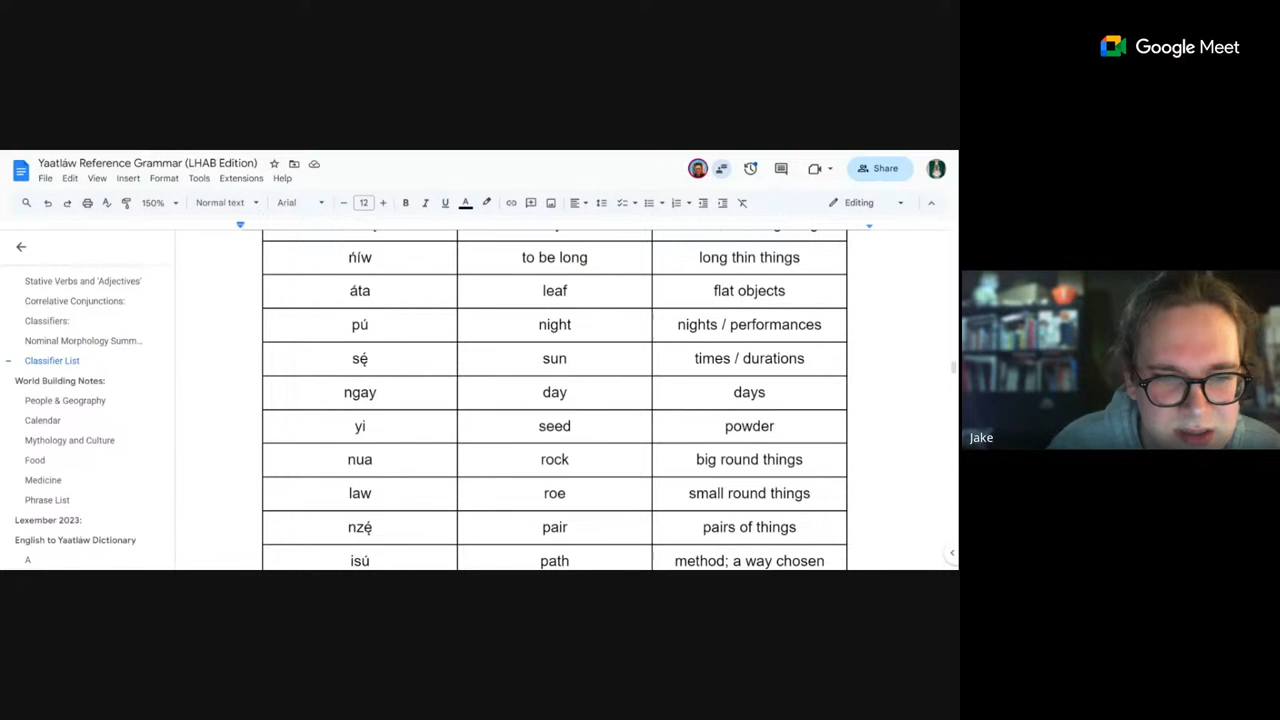 Google Meet
Yaatláw Reference Grammar (LHAB Edition)
File Edit View Insert Format Tools Extensions Help
Share
150% Normal text Arial 12 Editing
Stative Verbs and 'Adjectives'
Correlative Conjunctions:
Classifiers:
Nominal Morphology Summ...
Classifier List
World Building Notes:
People & Geography
Calendar
Mythology and Culture
Food
Medicine
Phrase List
Lexember 2023:
English to Yaatláw Dictionary
A
ńíw to be long long thin things
áta leaf flat objects
pú night nights / performances
sę́ sun times / durations
ngay day days
yi seed powder
nua rock big round things
law roe small round things
nzę́ pair pairs of things
isú path method; a way chosen
Jake